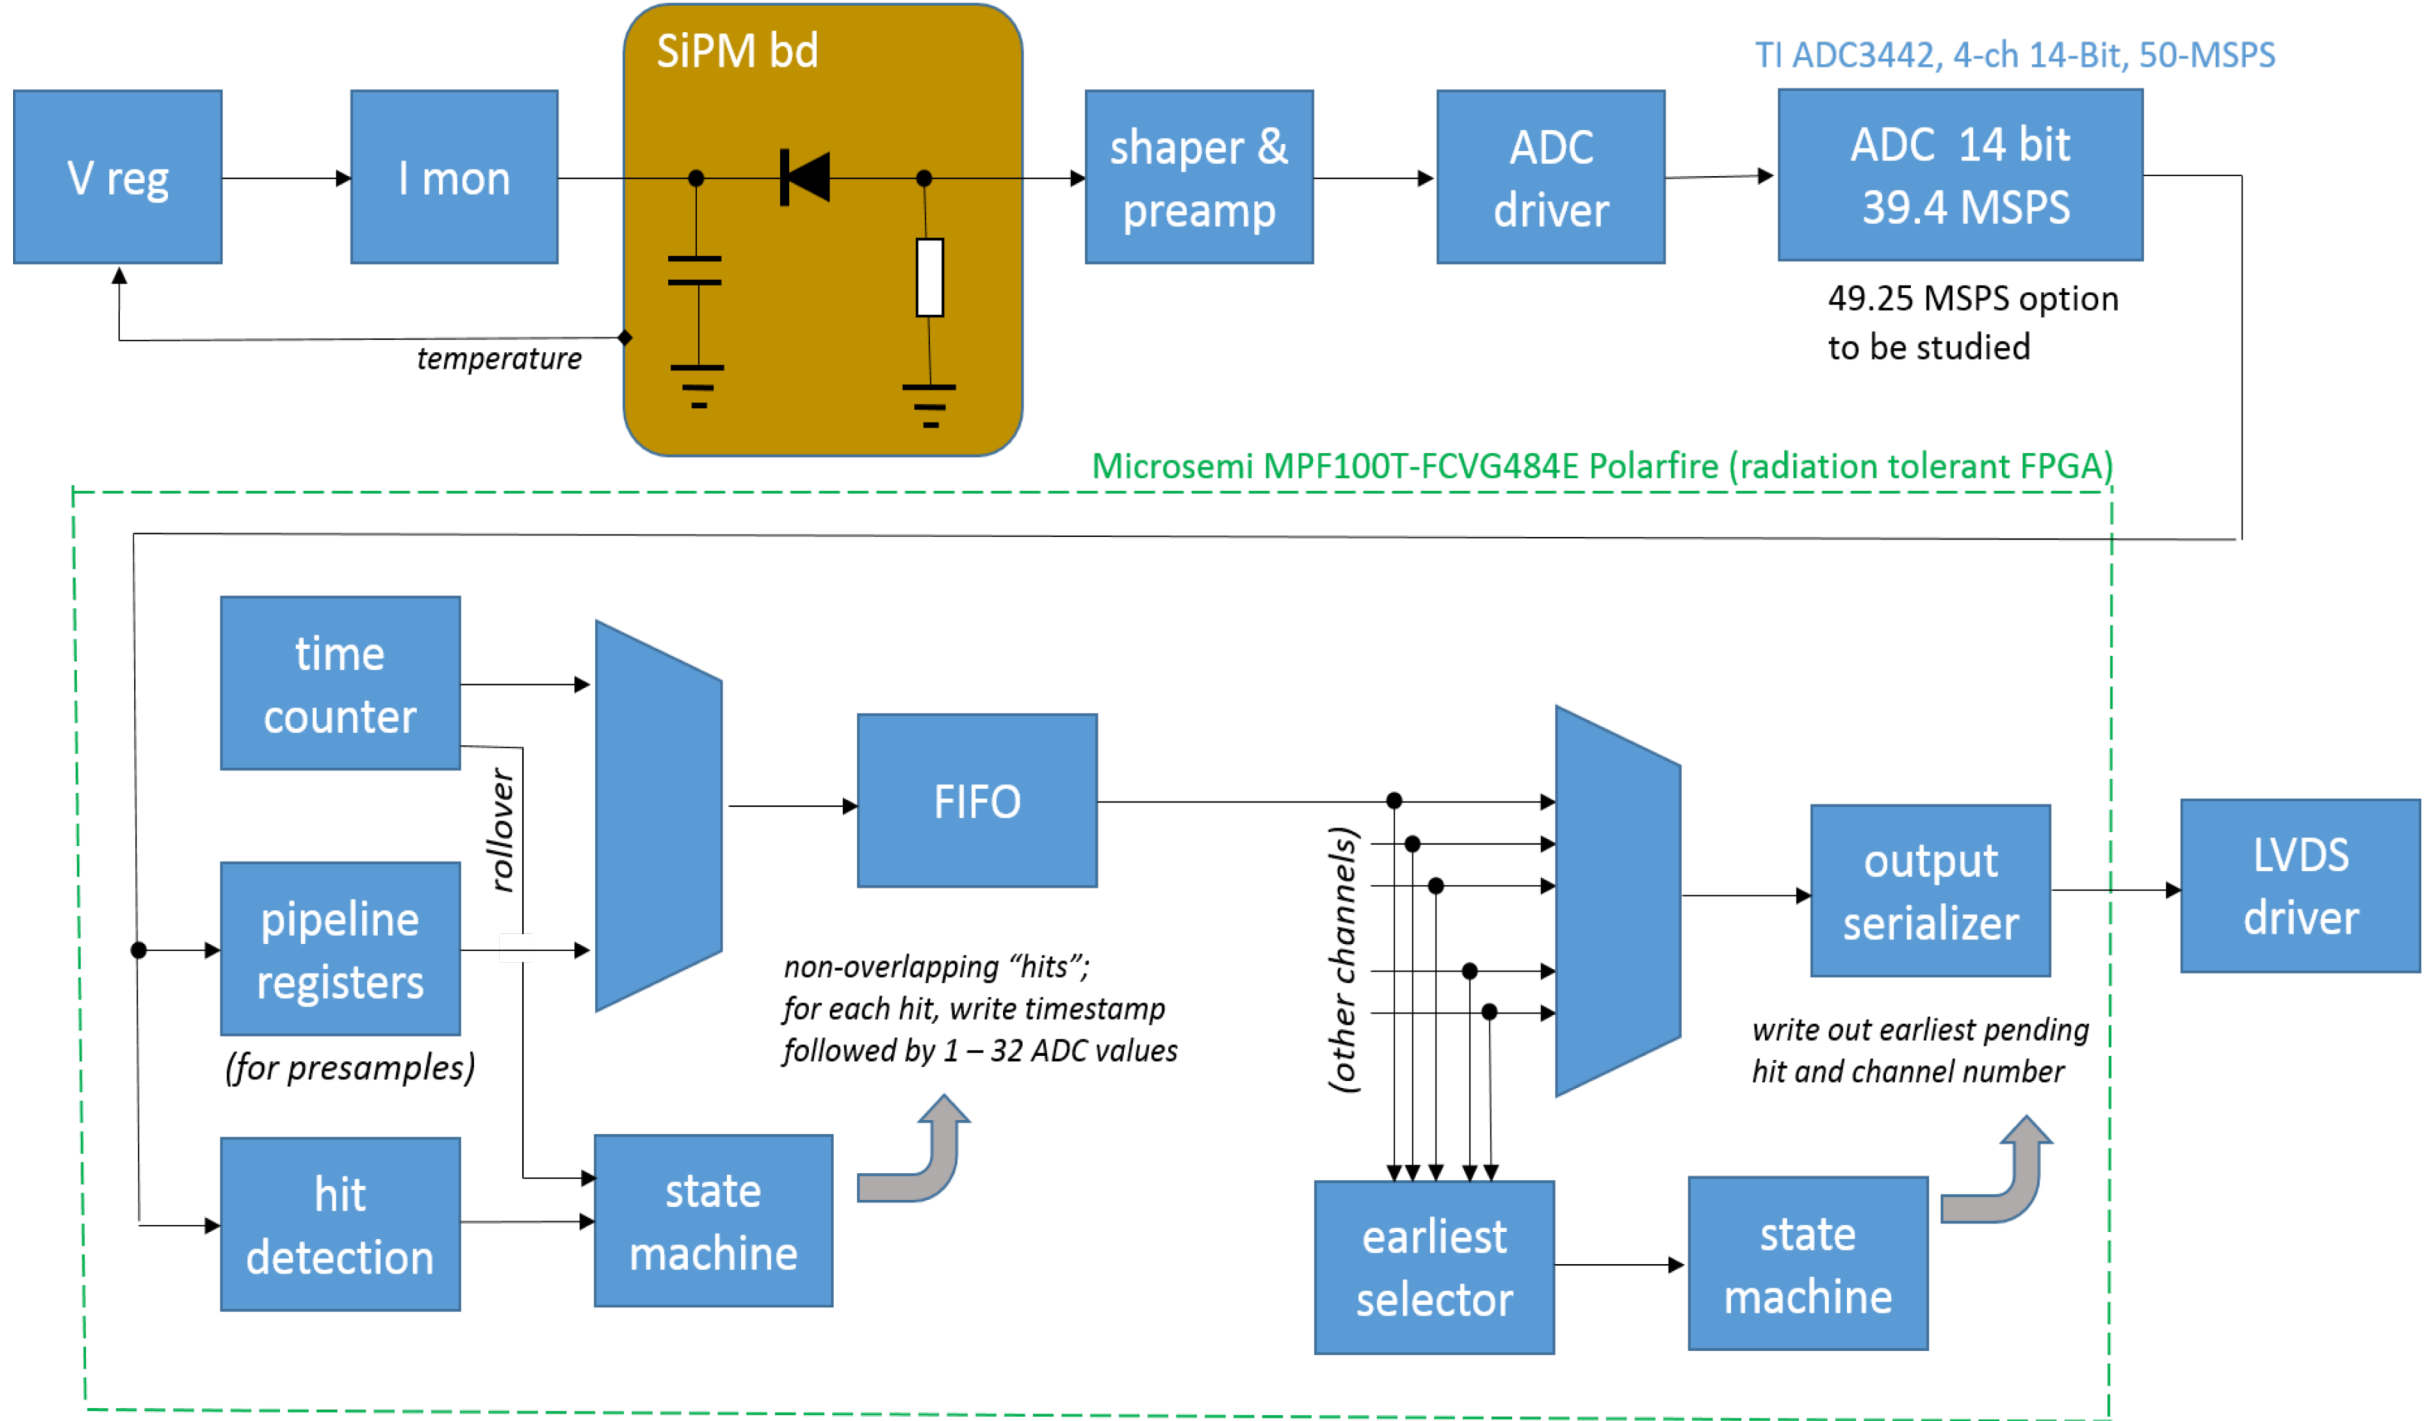 SiPM bd
TI ADC3442, 4-ch 14-Bit, 50-MSPS
V reg
I mon
shaper &
preamp
ADC
driver
ADC 14 bit
39.4 MSPS
49.25 MSPS option
to be studied
temperature
Microsemi MPF100T-FCVG484E Polarfire (radiation tolerant FPGA)
time
counter
rollover
FIFO
(other channels)
output
serializer
LVDS
driver
pipeline
registers
(for presamples)
non-overlapping “hits”;
for each hit, write timestamp
followed by 1 – 32 ADC values
write out earliest pending
hit and channel number
hit
detection
state
machine
earliest
selector
state
machine